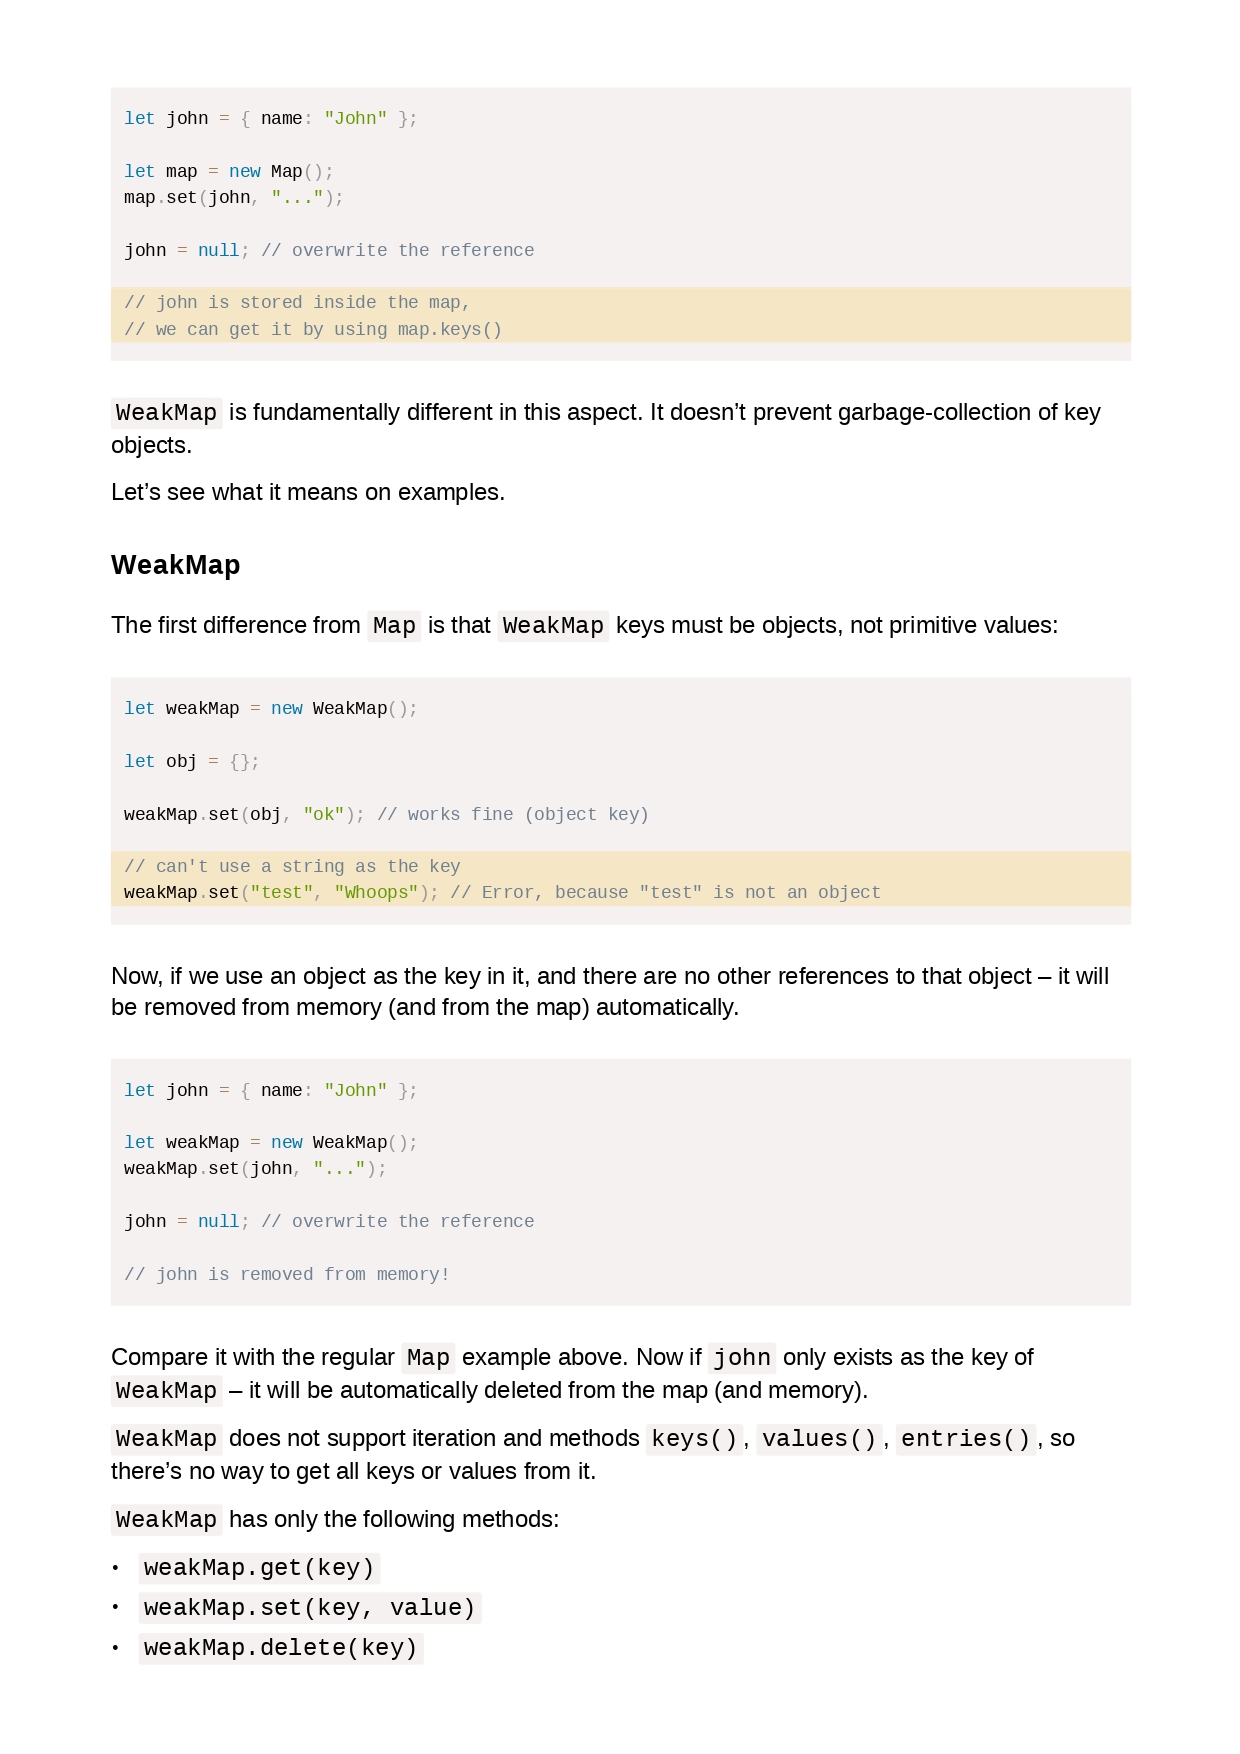 let john = { name: "John" };
let map = new Map();
map.set(john, "...");
john = null; // overwrite the reference
// john is stored inside the map,
// we can get it by using map.keys()
WeakMap is fundamentally different in this aspect. It doesn’t prevent garbage-collection of key
objects.
Let’s see what it means on examples.
WeakMap
The first difference from Map is that WeakMap keys must be objects, not primitive values:
let weakMap = new WeakMap();
let obj = {};
weakMap.set(obj, "ok"); // works fine (object key)
// can't use a string as the key
weakMap.set("test", "Whoops"); // Error, because "test" is not an object
Now, if we use an object as the key in it, and there are no other references to that object – it will
be removed from memory (and from the map) automatically.
let john = { name: "John" };
let weakMap = new WeakMap();
weakMap.set(john, "...");
john = null; // overwrite the reference
// john is removed from memory!
Compare it with the regular Map example above. Now if john only exists as the key of
WeakMap – it will be automatically deleted from the map (and memory).
WeakMap does not support iteration and methods keys(), values(), entries(), so
there’s no way to get all keys or values from it.
WeakMap has only the following methods:
• weakMap.get(key)
• weakMap.set(key, value)
• weakMap.delete(key)